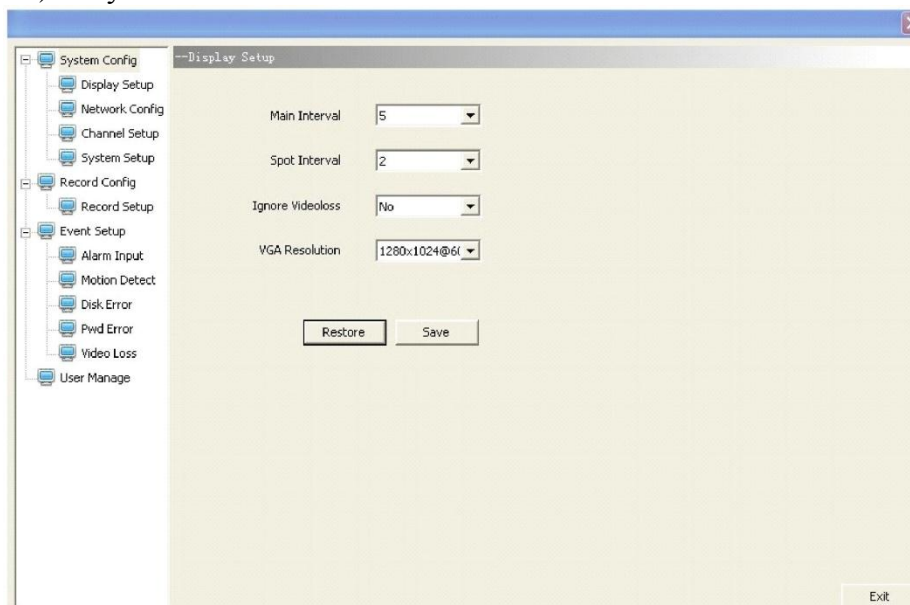 --Display Setup
System Config
Display Setup
Network Config
Channel Setup
System Setup
Record Config
Record Setup
Event Setup
Alarm Input
Motion Detect
Disk Error
Pwd Error
Video Loss
User Manage
Main Interval 5
Spot Interval 2
Ignore Videoloss No
VGA Resolution 1280x1024@6(
Restore Save
Exit